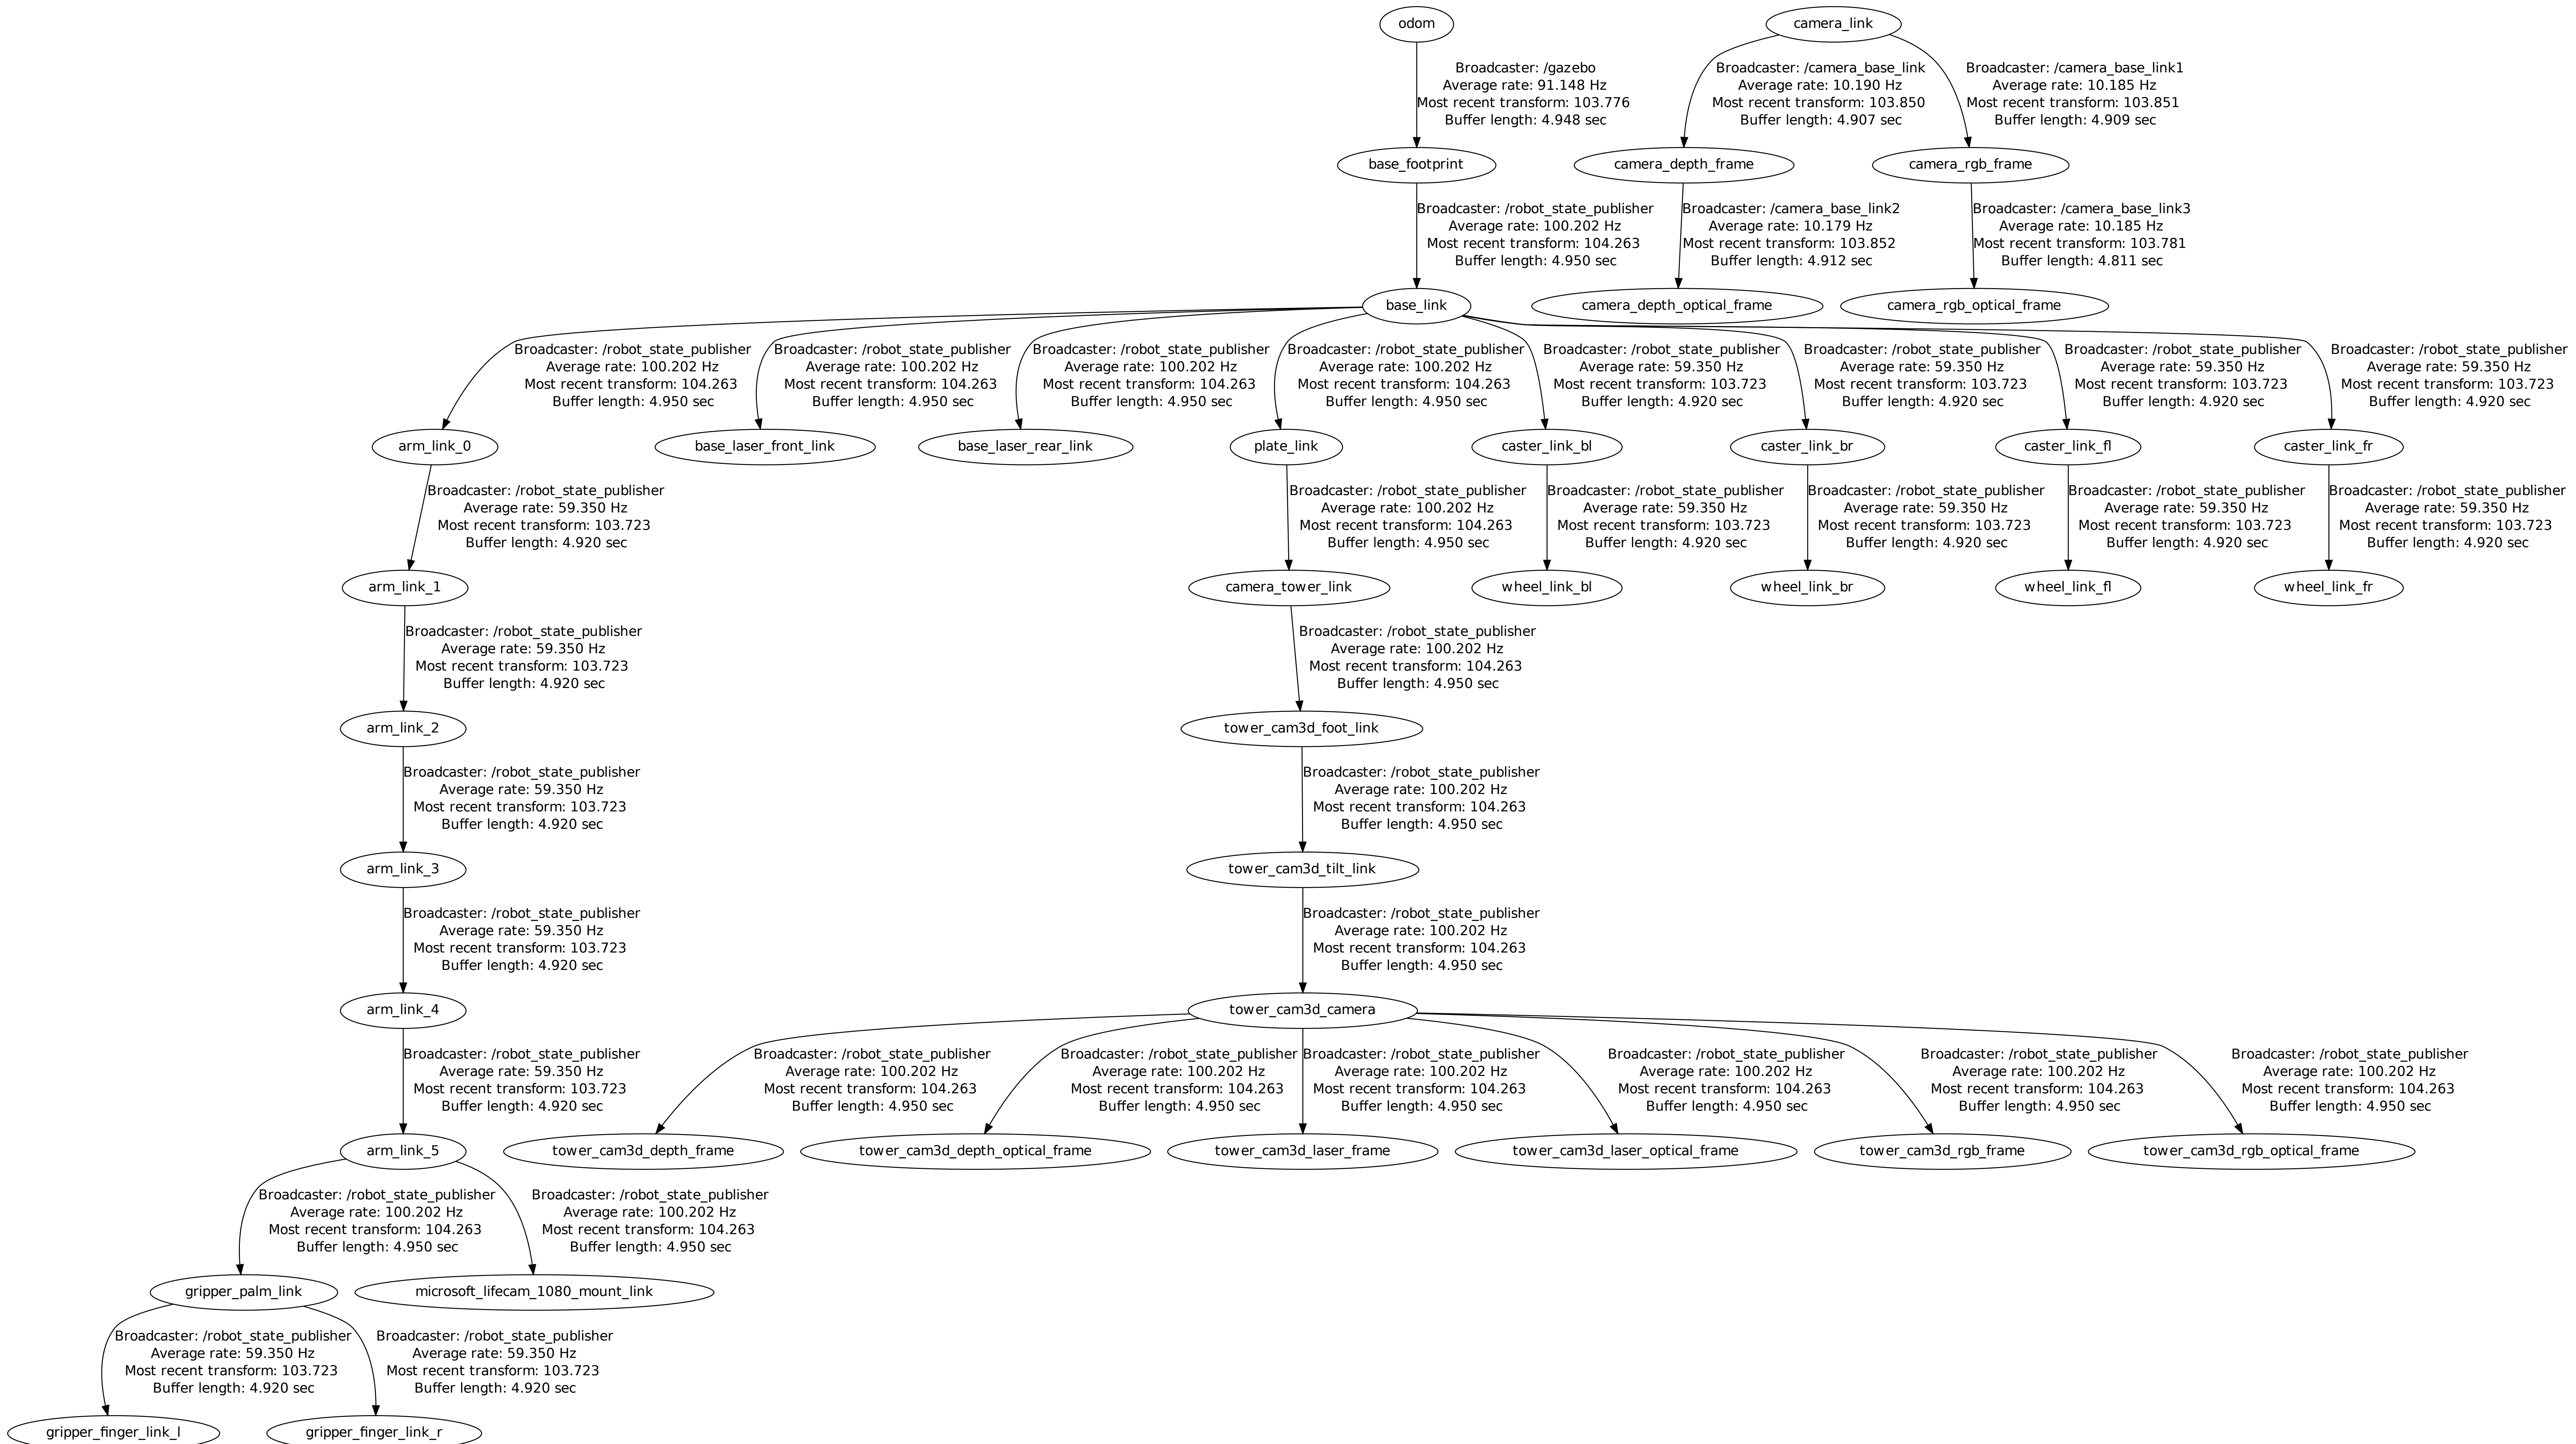 odom
camera_link
Broadcaster: /gazebo
Average rate: 91.148 Hz
Most recent transform: 103.776
Buffer length: 4.948 sec
Broadcaster: /camera_base_link
Average rate: 10.190 Hz
Most recent transform: 103.850
Buffer length: 4.907 sec
Broadcaster: /camera_base_link1
Average rate: 10.185 Hz
Most recent transform: 103.851
Buffer length: 4.909 sec
base_footprint
camera_depth_frame
camera_rgb_frame
Broadcaster: /robot_state_publisher
Average rate: 100.202 Hz
Most recent transform: 104.263
Buffer length: 4.950 sec
Broadcaster: /camera_base_link2
Average rate: 10.179 Hz
Most recent transform: 103.852
Buffer length: 4.912 sec
Broadcaster: /camera_base_link3
Average rate: 10.185 Hz
Most recent transform: 103.781
Buffer length: 4.811 sec
base_link
camera_depth_optical_frame
camera_rgb_optical_frame
Broadcaster: /robot_state_publisher
Average rate: 100.202 Hz
Most recent transform: 104.263
Buffer length: 4.950 sec
Broadcaster: /robot_state_publisher
Average rate: 100.202 Hz
Most recent transform: 104.263
Buffer length: 4.950 sec
Broadcaster: /robot_state_publisher
Average rate: 100.202 Hz
Most recent transform: 104.263
Buffer length: 4.950 sec
Broadcaster: /robot_state_publisher
Average rate: 100.202 Hz
Most recent transform: 104.263
Buffer length: 4.950 sec
Broadcaster: /robot_state_publisher
Average rate: 59.350 Hz
Most recent transform: 103.723
Buffer length: 4.920 sec
Broadcaster: /robot_state_publisher
Average rate: 59.350 Hz
Most recent transform: 103.723
Buffer length: 4.920 sec
Broadcaster: /robot_state_publisher
Average rate: 59.350 Hz
Most recent transform: 103.723
Buffer length: 4.920 sec
Broadcaster: /robot_state_publisher
Average rate: 59.350 Hz
Most recent transform: 103.723
Buffer length: 4.920 sec
arm_link_0
base_laser_front_link
base_laser_rear_link
plate_link
caster_link_bl
caster_link_br
caster_link_fl
caster_link_fr
Broadcaster: /robot_state_publisher
Average rate: 59.350 Hz
Most recent transform: 103.723
Buffer length: 4.920 sec
Broadcaster: /robot_state_publisher
Average rate: 100.202 Hz
Most recent transform: 104.263
Buffer length: 4.950 sec
Broadcaster: /robot_state_publisher
Average rate: 59.350 Hz
Most recent transform: 103.723
Buffer length: 4.920 sec
Broadcaster: /robot_state_publisher
Average rate: 59.350 Hz
Most recent transform: 103.723
Buffer length: 4.920 sec
Broadcaster: /robot_state_publisher
Average rate: 59.350 Hz
Most recent transform: 103.723
Buffer length: 4.920 sec
Broadcaster: /robot_state_publisher
Average rate: 59.350 Hz
Most recent transform: 103.723
Buffer length: 4.920 sec
arm_link_1
camera_tower_link
wheel_link_bl
wheel_link_br
wheel_link_fl
wheel_link_fr
Broadcaster: /robot_state_publisher
Average rate: 59.350 Hz
Most recent transform: 103.723
Buffer length: 4.920 sec
Broadcaster: /robot_state_publisher
Average rate: 100.202 Hz
Most recent transform: 104.263
Buffer length: 4.950 sec
arm_link_2
tower_cam3d_foot_link
Broadcaster: /robot_state_publisher
Average rate: 59.350 Hz
Most recent transform: 103.723
Buffer length: 4.920 sec
Broadcaster: /robot_state_publisher
Average rate: 100.202 Hz
Most recent transform: 104.263
Buffer length: 4.950 sec
arm_link_3
tower_cam3d_tilt_link
Broadcaster: /robot_state_publisher
Average rate: 59.350 Hz
Most recent transform: 103.723
Buffer length: 4.920 sec
Broadcaster: /robot_state_publisher
Average rate: 100.202 Hz
Most recent transform: 104.263
Buffer length: 4.950 sec
arm_link_4
tower_cam3d_camera
Broadcaster: /robot_state_publisher
Average rate: 59.350 Hz
Most recent transform: 103.723
Buffer length: 4.920 sec
Broadcaster: /robot_state_publisher
Average rate: 100.202 Hz
Most recent transform: 104.263
Buffer length: 4.950 sec
Broadcaster: /robot_state_publisher
Average rate: 100.202 Hz
Most recent transform: 104.263
Buffer length: 4.950 sec
Broadcaster: /robot_state_publisher
Average rate: 100.202 Hz
Most recent transform: 104.263
Buffer length: 4.950 sec
Broadcaster: /robot_state_publisher
Average rate: 100.202 Hz
Most recent transform: 104.263
Buffer length: 4.950 sec
Broadcaster: /robot_state_publisher
Average rate: 100.202 Hz
Most recent transform: 104.263
Buffer length: 4.950 sec
Broadcaster: /robot_state_publisher
Average rate: 100.202 Hz
Most recent transform: 104.263
Buffer length: 4.950 sec
arm_link_5
tower_cam3d_depth_frame
tower_cam3d_depth_optical_frame
tower_cam3d_laser_frame
tower_cam3d_laser_optical_frame
tower_cam3d_rgb_frame
tower_cam3d_rgb_optical_frame
Broadcaster: /robot_state_publisher
Average rate: 100.202 Hz
Most recent transform: 104.263
Buffer length: 4.950 sec
Broadcaster: /robot_state_publisher
Average rate: 100.202 Hz
Most recent transform: 104.263
Buffer length: 4.950 sec
gripper_palm_link
microsoft_lifecam_1080_mount_link
Broadcaster: /robot_state_publisher
Average rate: 59.350 Hz
Most recent transform: 103.723
Buffer length: 4.920 sec
Broadcaster: /robot_state_publisher
Average rate: 59.350 Hz
Most recent transform: 103.723
Buffer length: 4.920 sec
gripper_finger_link_l
gripper_finger_link_r